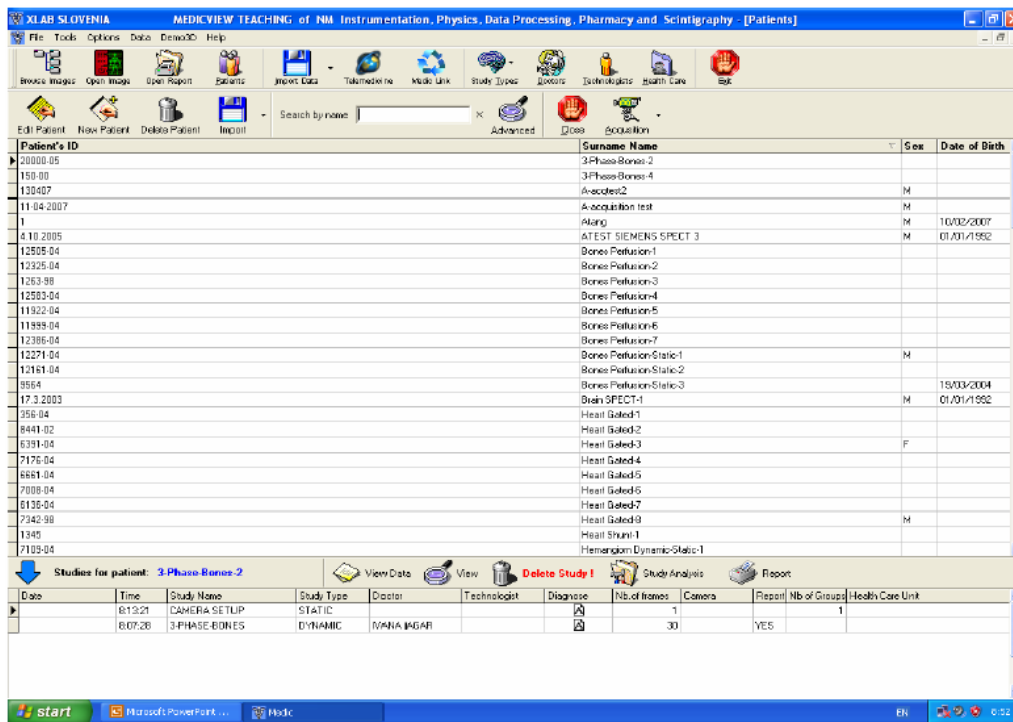 XLAB SLOVENIA MEDICVIEW TEACHING of NM Instrumentation, Physics, Data Processing, Pharmacy and Scintigraphy - [Patients]
File Tools Options Data Demo3D Help
Browse Images Open Image Open Report Patients Import Data Telemedicine Medic Link Study Types Doctors Technologists Health Care Exit
Search by name
Edit Patient New Patient Delete Patient Import Advanced Close Acquisition
Patient's ID Surname Name Sex Date of Birth
20000-05 3-Phase-Bones-2
150-00 3-Phase-Bones-4
130407 A-acqtest2 M
11-04-2007 A-acquisition test M
1 Alang M 10/02/2007
4.10.2005 ATEST SIEMENS SPECT 3 M 01/01/1992
12505-04 Bones Perfusion-1
12325-04 Bones Perfusion-2
1263-98 Bones Perfusion-3
12583-04 Bones Perfusion-4
11922-04 Bones Perfusion-5
11999-04 Bones Perfusion-6
12386-04 Bones Perfusion-7
12271-04 Bones Perfusion-Static-1 M
12161-04 Bones Perfusion-Static-2
9564 Bones Perfusion-Static-3 19/03/2004
17.3.2003 Brain SPECT-1 M 01/01/1992
356-04 Heart Gated-1
8441-02 Heart Gated-2
6391-04 Heart Gated-3 F
7176-04 Heart Gated-4
6661-04 Heart Gated-5
7008-04 Heart Gated-6
6136-04 Heart Gated-7
7342-98 Heart Gated-8 M
1345 Heart Shunt-1
7109-04 Hemangiom Dynamic-Static-1
Studies for patient: 3-Phase-Bones-2 View Data View Delete Study ! Study Analysis Report
Date Time Study Name Study Type Doctor Technologist Diagnose Nb.of frames Camera Report Nb of Groups Health Care Unit
8:13:21 CAMERA SETUP STATIC 1 1
8:07:28 3-PHASE-BONES DYNAMIC IVANA JAGAR 30 YES
start Microsoft PowerPoint ... Medic EN 6:52